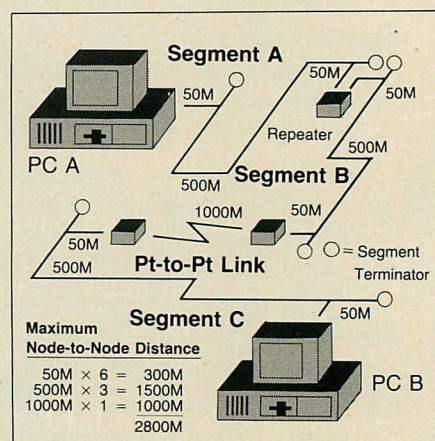 Segment A
50M
50M
50M
Repeater
PC A
500M
Segment B
500M
1000M
50M
50M
500M
Pt-to-Pt Link
= Segment
Terminator
Segment C
50M
Maximum
Node-to-Node Distance
50M × 6 = 300M
500M × 3 = 1500M
1000M × 1 = 1000M
2800M
PC B